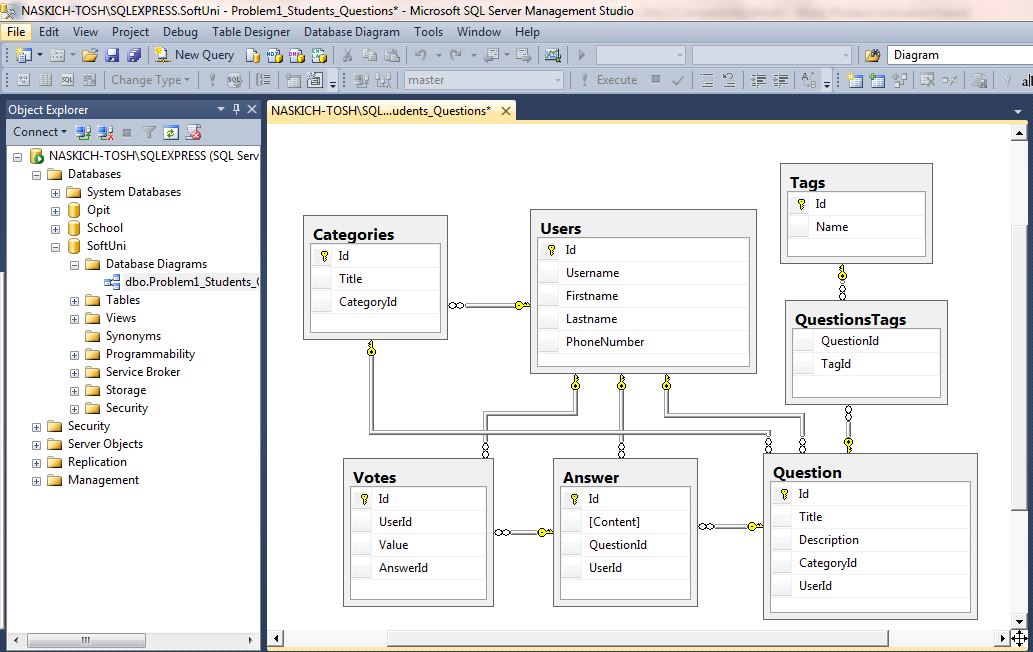 NASKICH-TOSH\SQLEXPRESS.SoftUni - Problem1_Students_Questions* - Microsoft SQL Server Management Studio
File Edit View Project Debug Table Designer Database Diagram Tools Window Help
New Query Diagram
Change Type master Execute
Object Explorer
NASKICH-TOSH\SQL...udents_Questions*
Connect
NASKICH-TOSH\SQLEXPRESS (SQL Serv
Databases
System Databases
Opit
School
SoftUni
Database Diagrams
dbo.Problem1_Students_Q
Tables
Views
Synonyms
Programmability
Service Broker
Storage
Security
Security
Server Objects
Replication
Management
Categories
Id
Title
CategoryId
Users
Id
Username
Firstname
Lastname
PhoneNumber
Tags
Id
Name
QuestionsTags
QuestionId
TagId
Votes
Id
UserId
Value
AnswerId
Answer
Id
[Content]
QuestionId
UserId
Question
Id
Title
Description
CategoryId
UserId